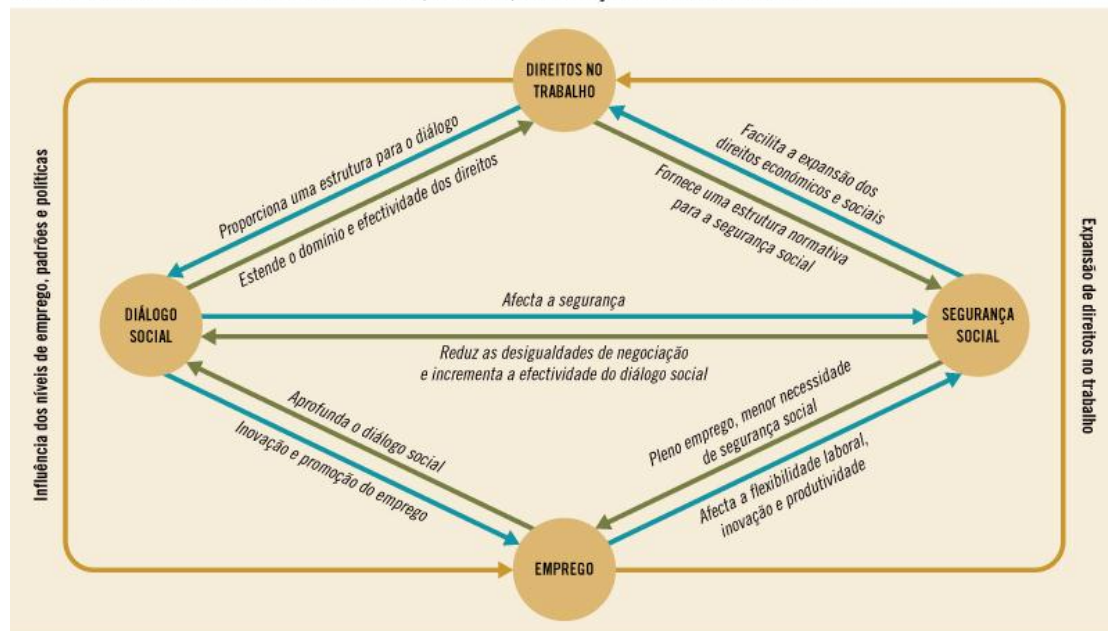 DIREITOS NO
TRABALHO
Proporciona uma estrutura para o diálogo
Estende o domínio e efectividade dos direitos
Facilita a expansão dos
direitos económicos e sociais
Fornece uma estrutura normativa
para a segurança social
Influência dos níveis de emprego, padrões e políticas
DIÁLOGO
SOCIAL
Afecta a segurança
Reduz as desigualdades de negociação
e incrementa a efectividade do diálogo social
SEGURANÇA
SOCIAL
Expansão de direitos no trabalho
Aprofunda o diálogo social
Inovação e promoção do emprego
Pleno emprego, menor necessidade
de segurança social
Afecta a flexibilidade laboral,
inovação e produtividade
EMPREGO